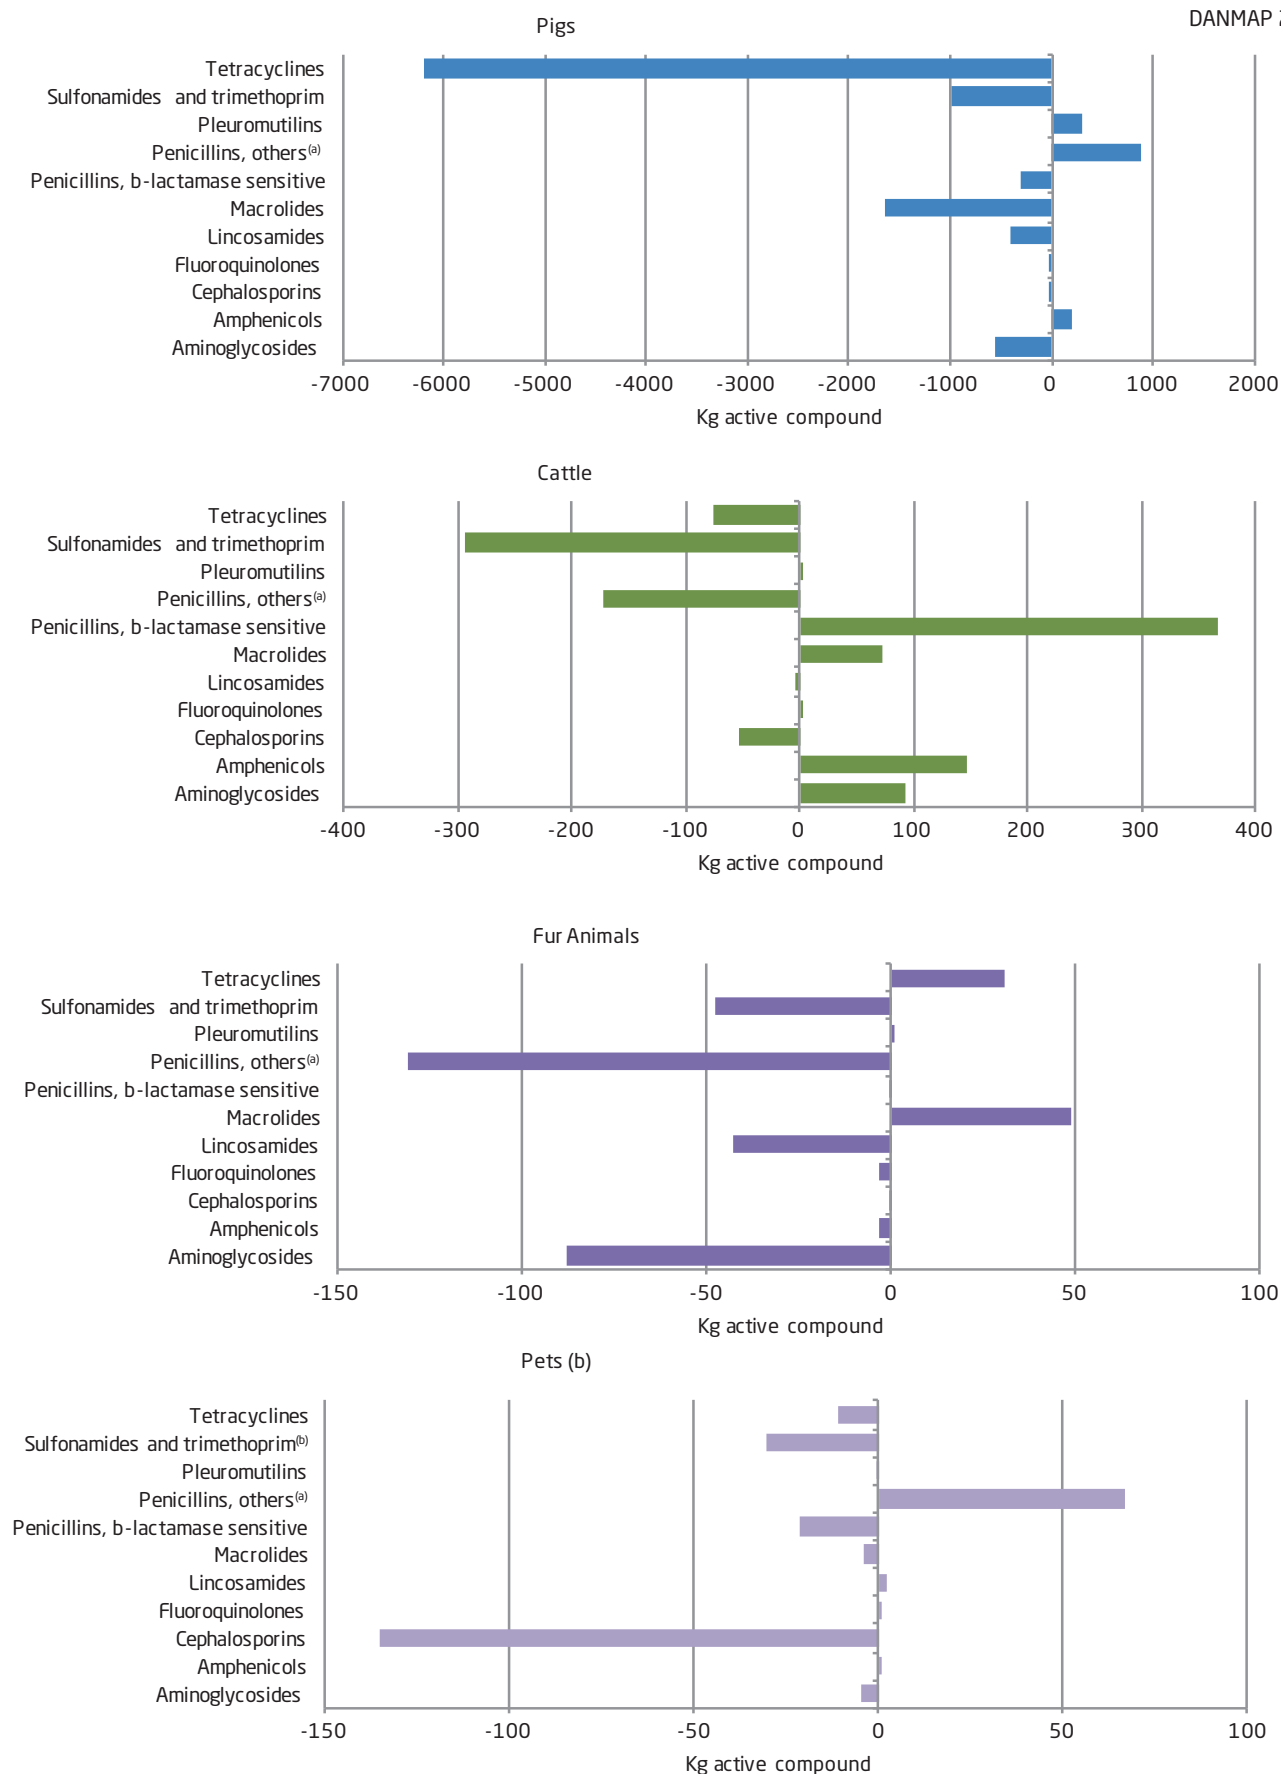 DANMAP 2
Pigs
Tetracyclines
Sulfonamides and trimethoprim
Pleuromutilins
Penicillins, others(a)
Penicillins, b-lactamase sensitive
Macrolides
Lincosamides
Fluoroquinolones
Cephalosporins
Amphenicols
Aminoglycosides
-7000 -6000 -5000 -4000 -3000 -2000 -1000 0 1000 2000
Kg active compound
Cattle
Tetracyclines
Sulfonamides and trimethoprim
Pleuromutilins
Penicillins, others(a)
Penicillins, b-lactamase sensitive
Macrolides
Lincosamides
Fluoroquinolones
Cephalosporins
Amphenicols
Aminoglycosides
-400 -300 -200 -100 0 100 200 300 400
Kg active compound
Fur Animals
Tetracyclines
Sulfonamides and trimethoprim
Pleuromutilins
Penicillins, others(a)
Penicillins, b-lactamase sensitive
Macrolides
Lincosamides
Fluoroquinolones
Cephalosporins
Amphenicols
Aminoglycosides
-150 -100 -50 0 50 100
Kg active compound
Pets (b)
Tetracyclines
Sulfonamides and trimethoprim(b)
Pleuromutilins
Penicillins, others(a)
Penicillins, b-lactamase sensitive
Macrolides
Lincosamides
Fluoroquinolones
Cephalosporins
Amphenicols
Aminoglycosides
-150 -100 -50 0 50 100
Kg active compound